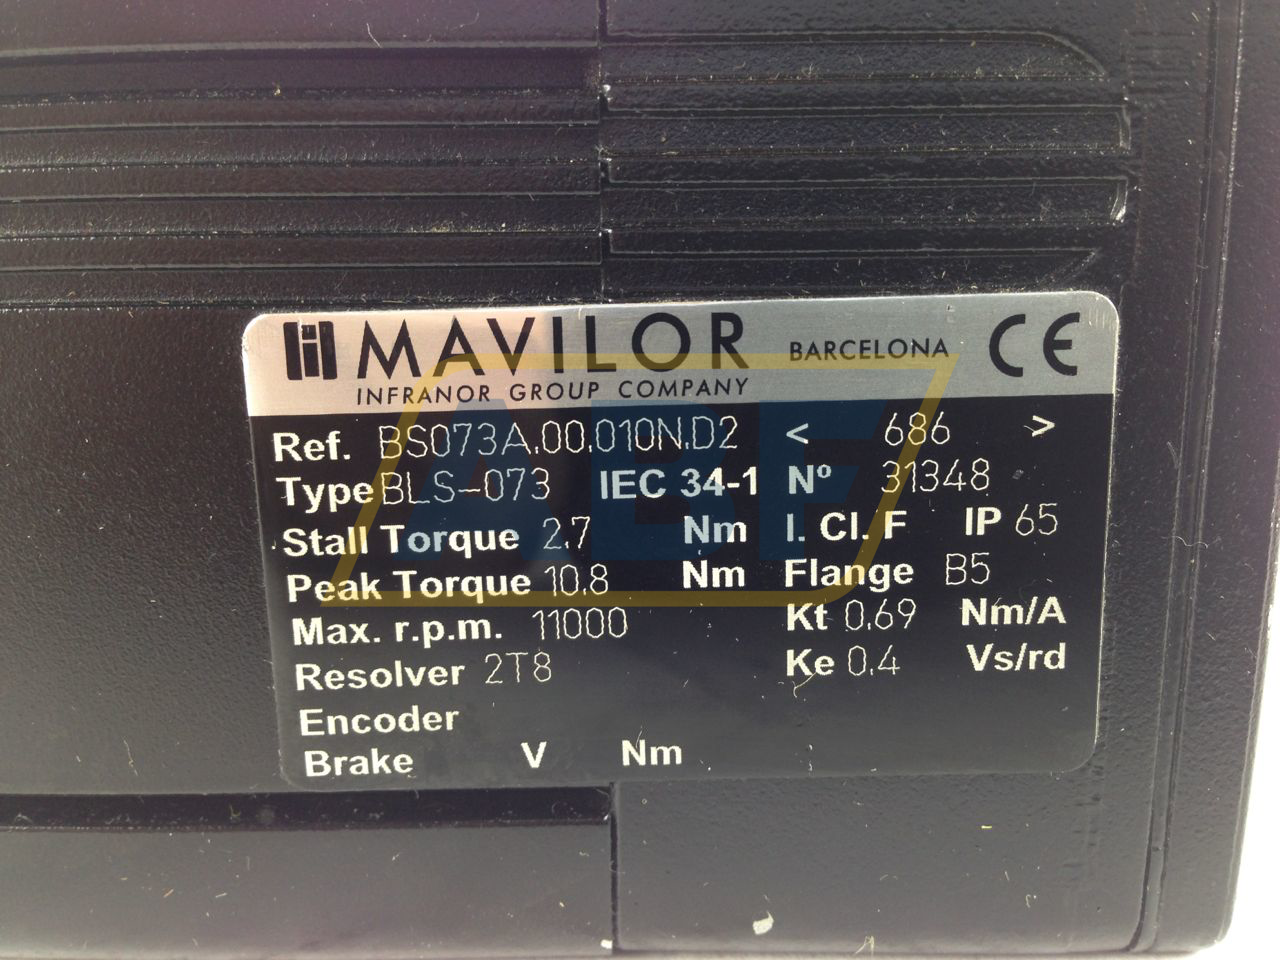 MAVILOR BARCELONA CE
INFRANOR GROUP COMPANY
Ref. BS073A.00.010N.D2 < 686 >
Type BLS-073 IEC 34-1 Nº 31348
Stall Torque 2.7 Nm I. Cl. F IP 65
Peak Torque 10.8 Nm Flange B5
Max. r.p.m. 11000 Kt 0.69 Nm/A
Resolver 2T8 Ke 0.4 Vs/rd
Encoder
Brake V Nm
ABF